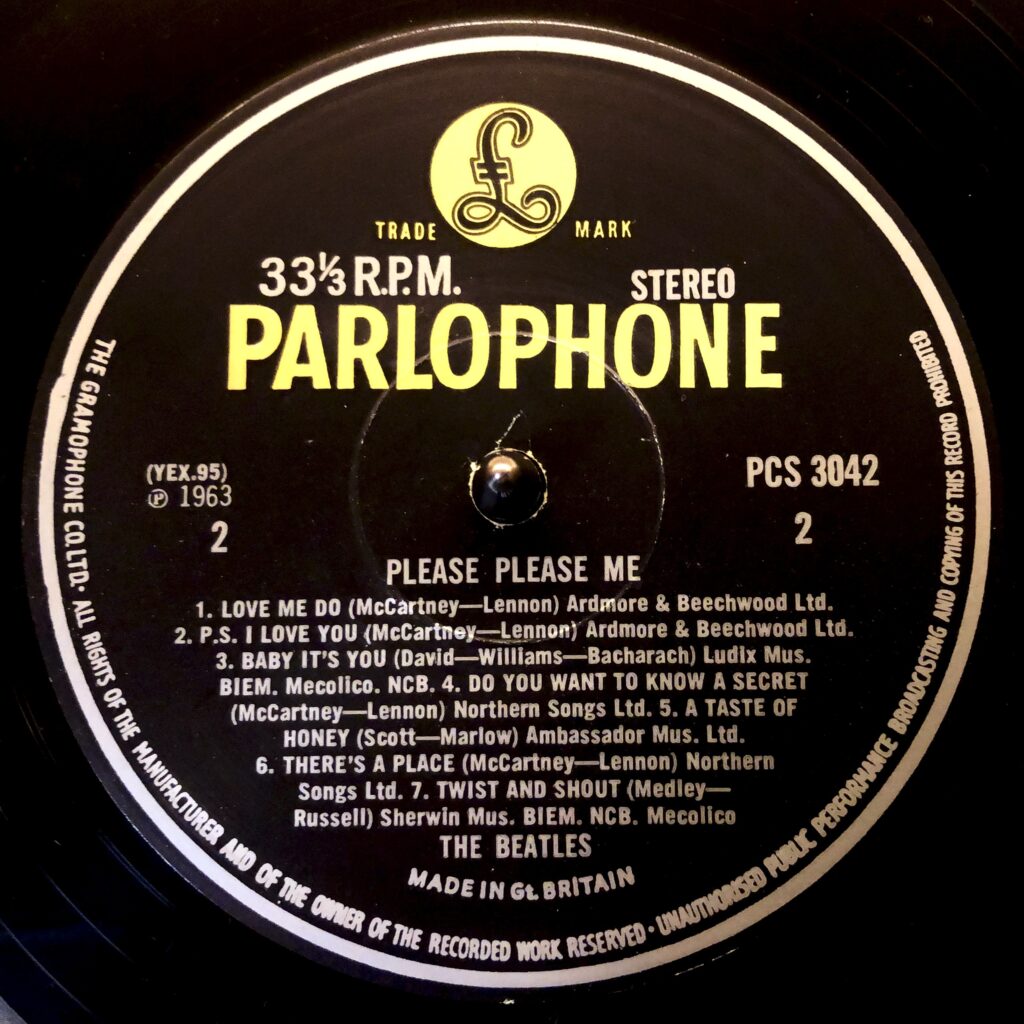 £
TRADE MARK
33⅓ R.P.M. STEREO
PARLOPHONE
(YEX.95) PCS 3042
Ⓟ 1963
2 2
PLEASE PLEASE ME
1. LOVE ME DO (McCartney—Lennon) Ardmore & Beechwood Ltd.
2. P.S. I LOVE YOU (McCartney—Lennon) Ardmore & Beechwood Ltd.
3. BABY IT'S YOU (David—Williams—Bacharach) Ludix Mus.
BIEM. Mecolico. NCB. 4. DO YOU WANT TO KNOW A SECRET
(McCartney—Lennon) Northern Songs Ltd. 5. A TASTE OF
HONEY (Scott—Marlow) Ambassador Mus. Ltd.
6. THERE'S A PLACE (McCartney—Lennon) Northern
Songs Ltd. 7. TWIST AND SHOUT (Medley—
Russell) Sherwin Mus. BIEM. NCB. Mecolico
THE BEATLES
MADE IN Gt. BRITAIN
THE GRAMOPHONE CO. LTD. · ALL RIGHTS OF THE MANUFACTURER AND OF THE OWNER OF THE RECORDED WORK RESERVED · UNAUTHORISED PUBLIC PERFORMANCE BROADCASTING AND COPYING OF THIS RECORD PROHIBITED